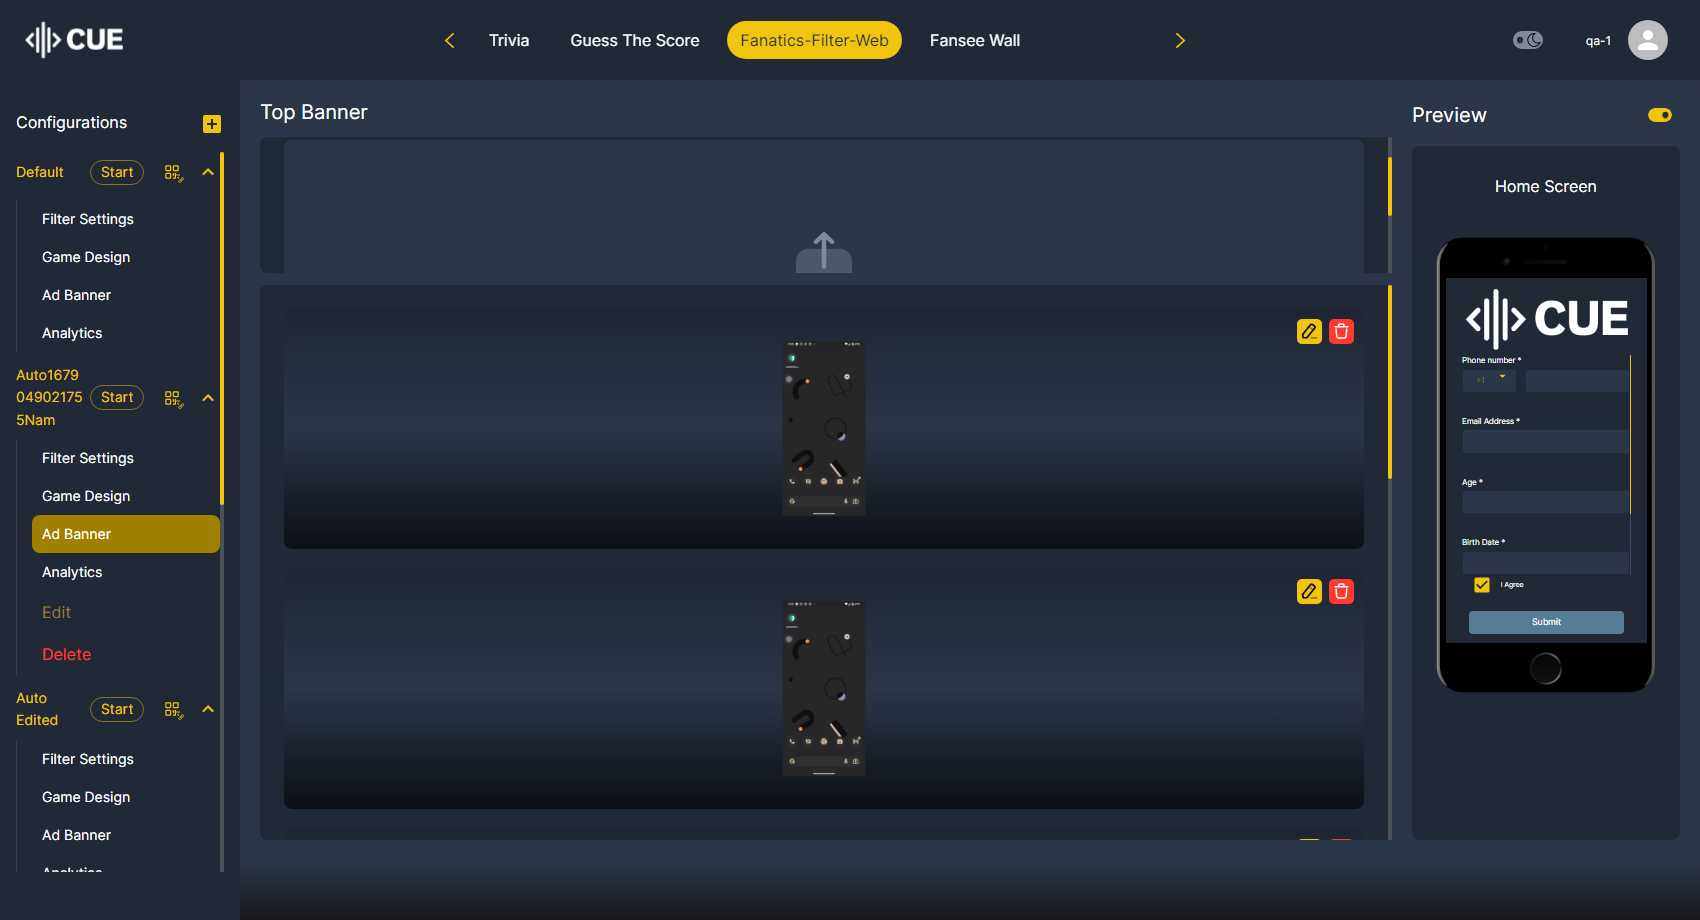 CUE
Trivia
Guess The Score
Fanatics-Filter-Web
Fansee Wall
qa-1
Configurations
Default
Start
Filter Settings
Game Design
Ad Banner
Analytics
Auto1679
04902175
5Nam
Start
Filter Settings
Game Design
Ad Banner
Analytics
Edit
Delete
Auto
Edited
Start
Filter Settings
Game Design
Ad Banner
Analytics
Top Banner
Preview
Home Screen
CUE
Phone number *
+1
Email Address *
Age *
Birth Date *
I Agree
Submit